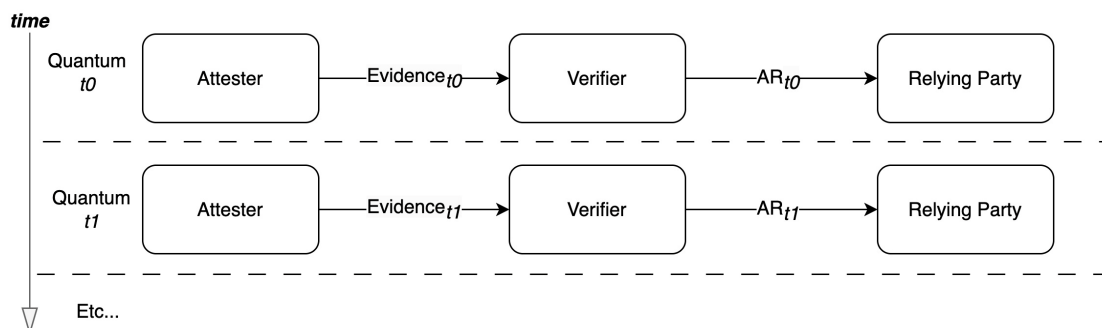 time
Quantum
t0
Attester
Evidence t0
Verifier
AR t0
Relying Party
Quantum
t1
Attester
Evidence t1
Verifier
AR t1
Relying Party
Etc...